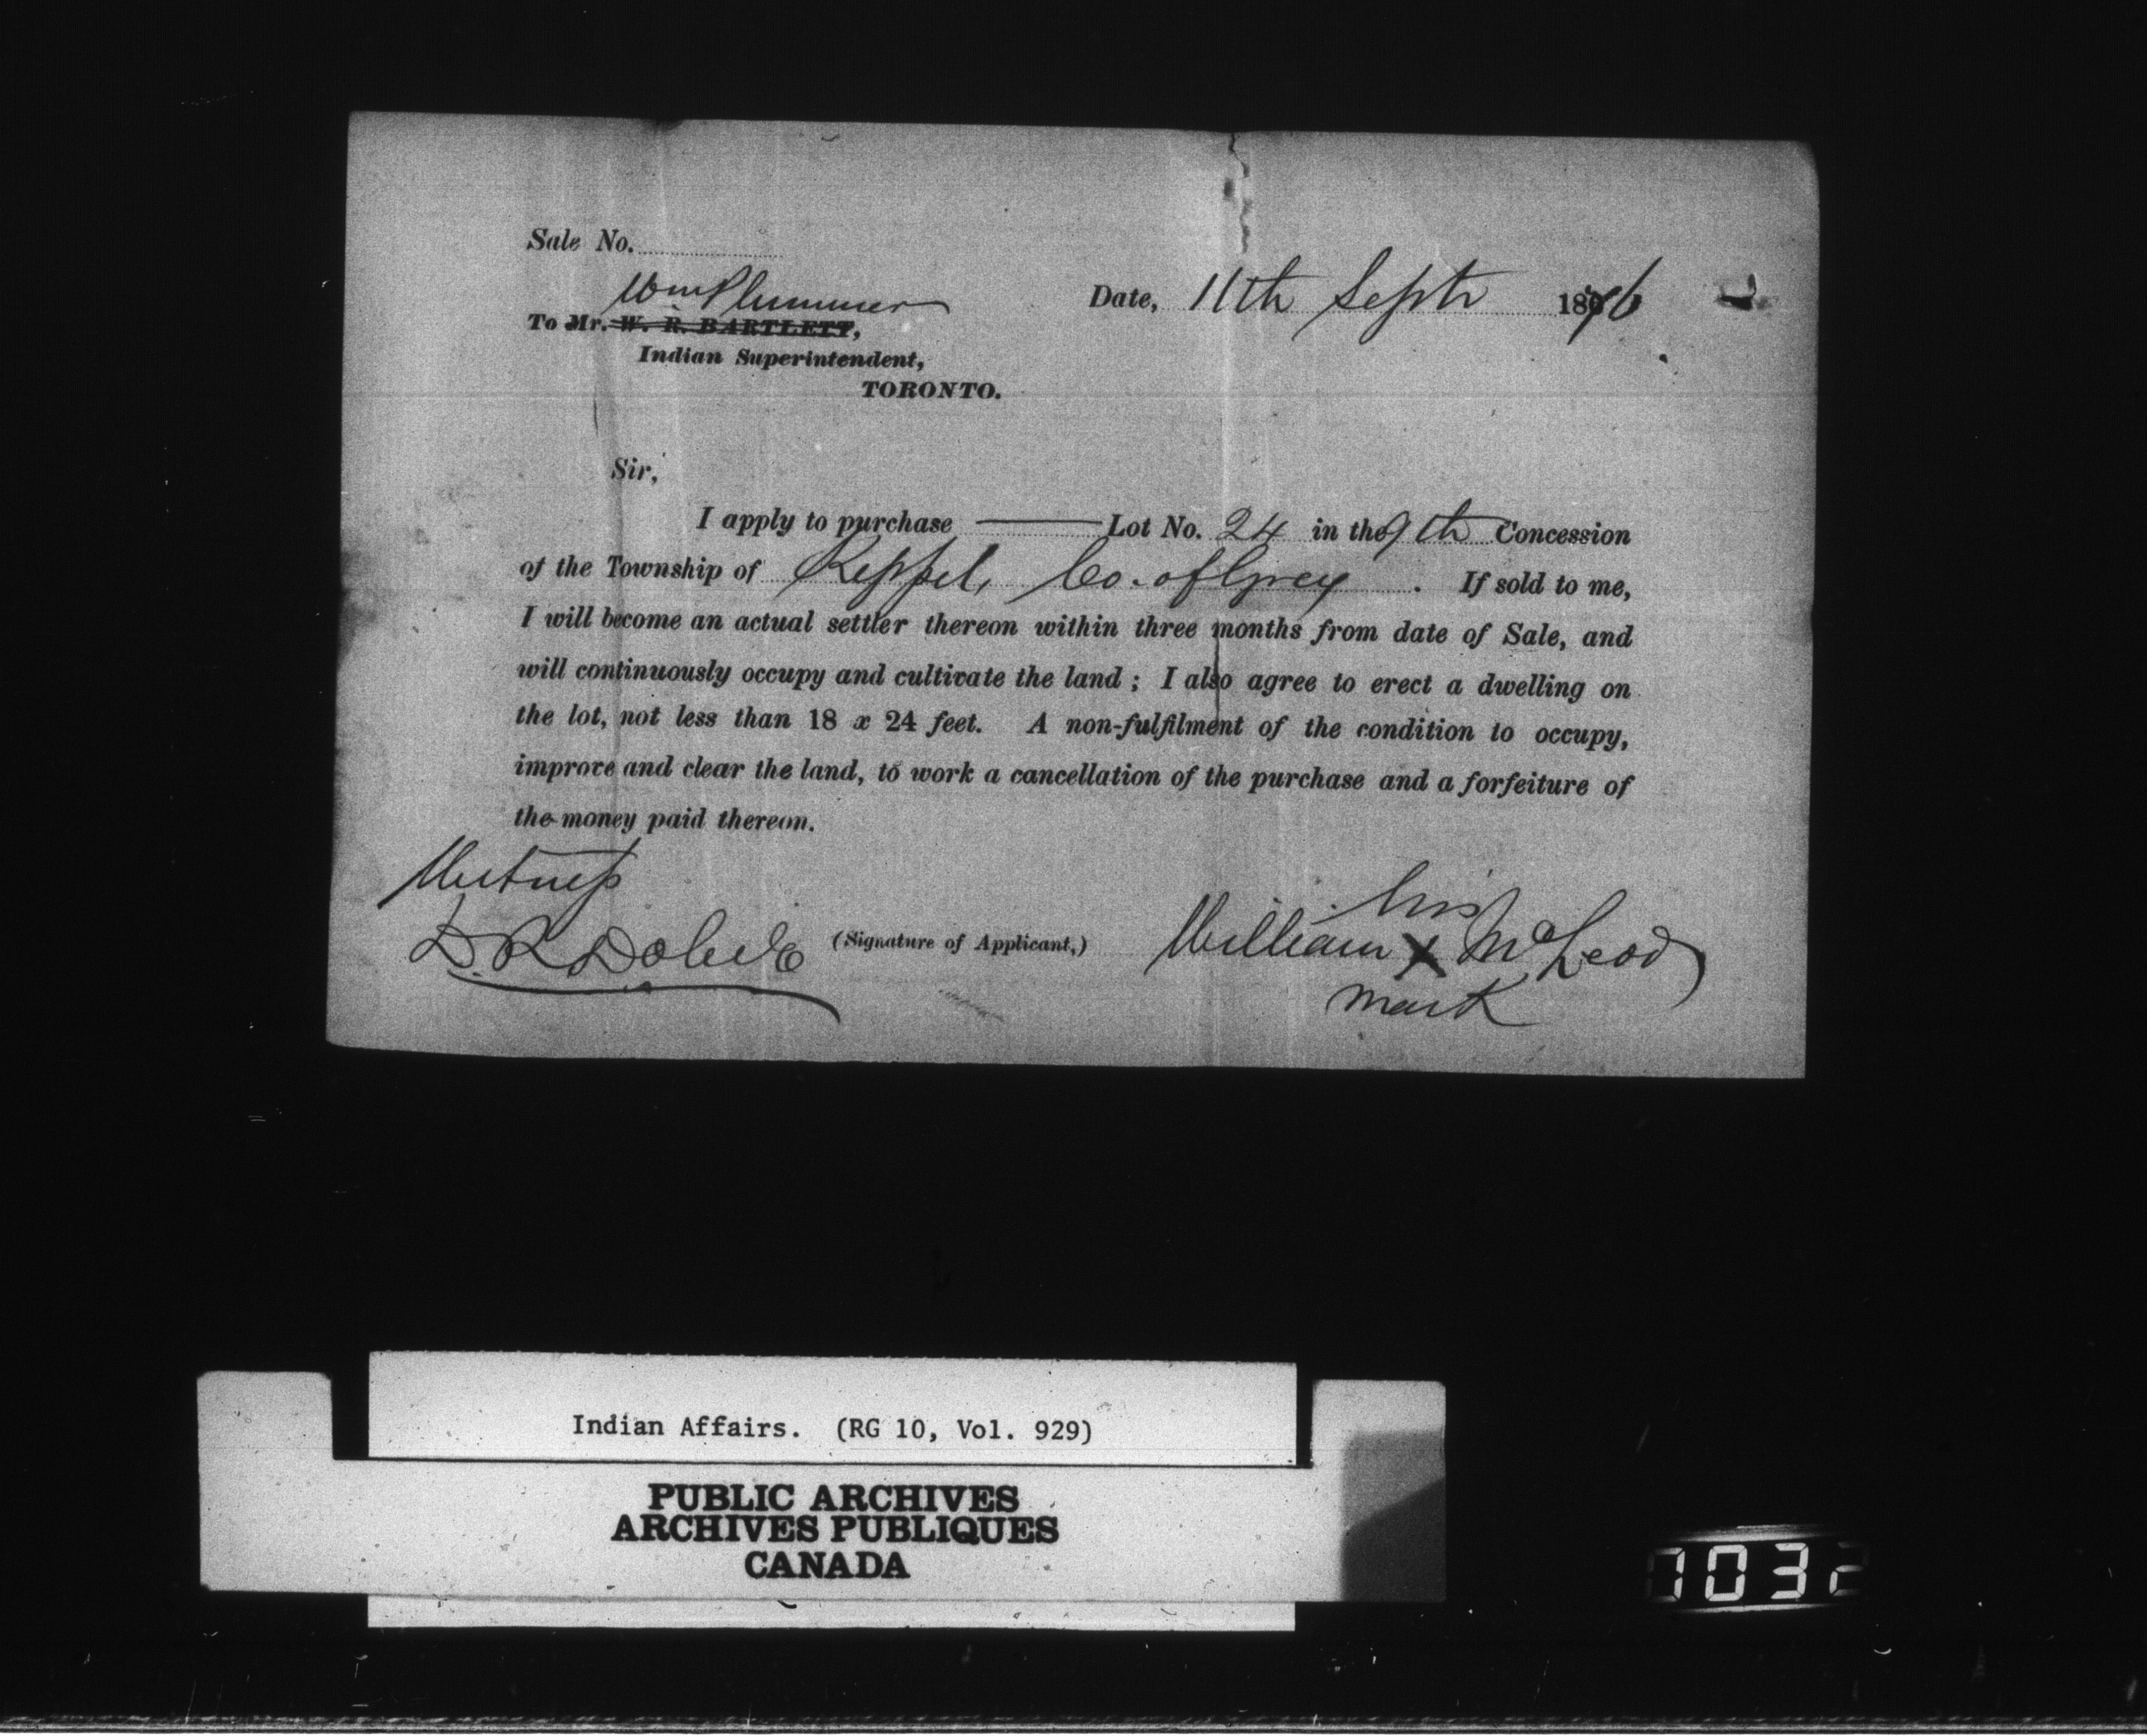 Sale No.
Wm Plummer
Date, 11th Septr 1876
To Mr. W. R. BARTLETT,
Indian Superintendent,
TORONTO.
Sir,
I apply to purchase ——— Lot No. 24 in the 9th Concession
of the Township of Keppel, Co. of Grey. If sold to me,
I will become an actual settler thereon within three months from date of Sale, and
will continuously occupy and cultivate the land; I also agree to erect a dwelling on
the lot, not less than 18 x 24 feet. A non-fulfilment of the condition to occupy,
improve and clear the land, to work a cancellation of the purchase and a forfeiture of
the money paid thereon.
Witness
his
D. R. Dobie (Signature of Applicant,) William X McLeod
mark
Indian Affairs. (RG 10, Vol. 929)
PUBLIC ARCHIVES
ARCHIVES PUBLIQUES
CANADA